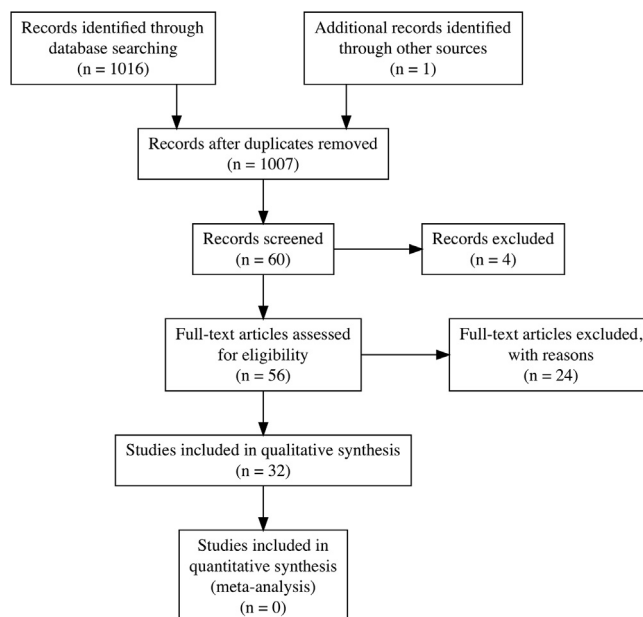 Records identified through
database searching
(n = 1016)
Additional records identified
through other sources
(n = 1)
Records after duplicates removed
(n = 1007)
Records screened
(n = 60)
Records excluded
(n = 4)
Full-text articles assessed
for eligibility
(n = 56)
Full-text articles excluded,
with reasons
(n = 24)
Studies included in qualitative synthesis
(n = 32)
Studies included in
quantitative synthesis
(meta-analysis)
(n = 0)